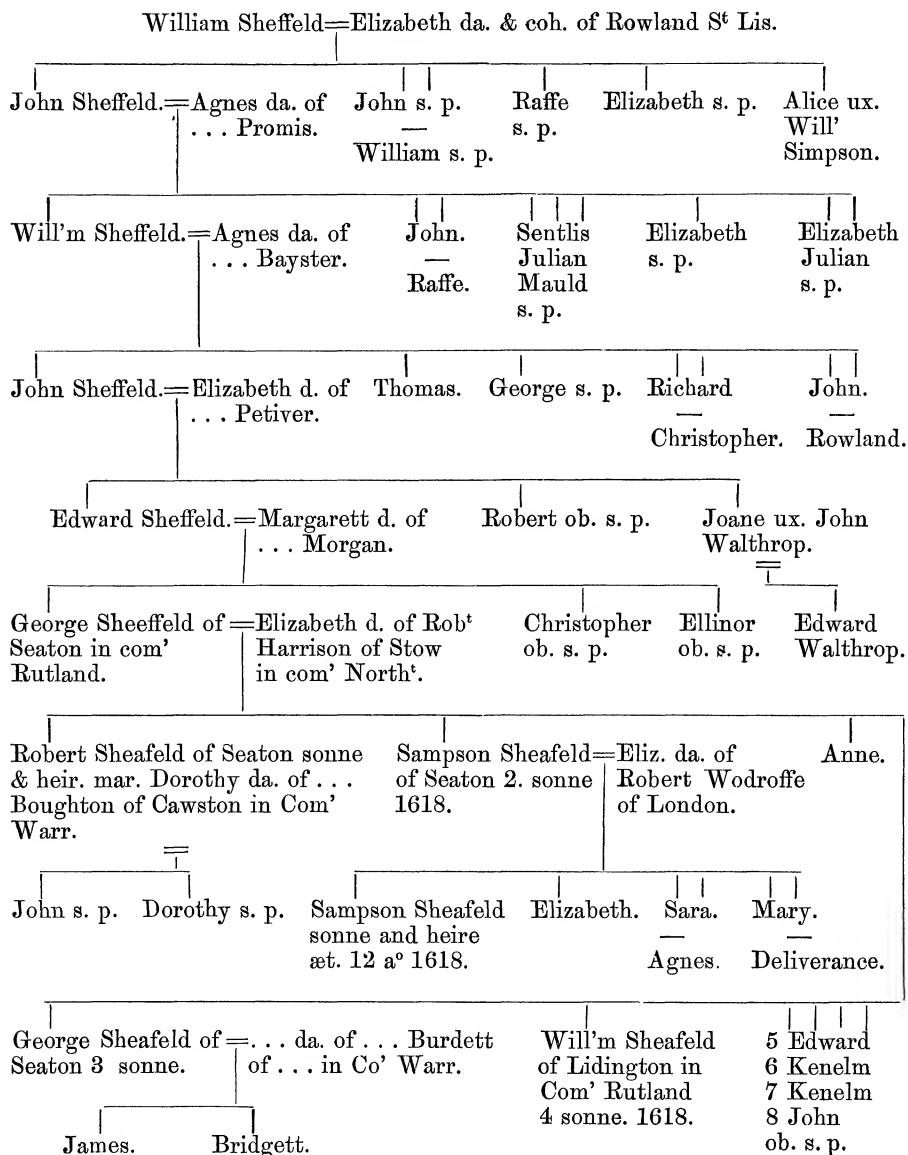 William Sheffeld=Elizabeth da. & coh. of Rowland Sᵗ Lis.
John Sheffeld.=Agnes da. of
. . . Promis.
John s. p.
—
William s. p.
Raffe
s. p.
Elizabeth s. p.
Alice ux.
Will'
Simpson.
Will'm Sheffeld.=Agnes da. of
. . . Bayster.
John.
—
Raffe.
Sentlis
Julian
Mauld
s. p.
Elizabeth
s. p.
Elizabeth
Julian
s. p.
John Sheffeld.=Elizabeth d. of
. . . Petiver.
Thomas.
George s. p.
Richard
—
Christopher.
John.
—
Rowland.
Edward Sheffeld.=Margarett d. of
. . . Morgan.
Robert ob. s. p.
Joane ux. John
Walthrop.
=
George Sheeffeld of
Seaton in com'
Rutland.
=Elizabeth d. of Robᵗ
Harrison of Stow
in com' Northᵗ.
Christopher
ob. s. p.
Ellinor
ob. s. p.
Edward
Walthrop.
Robert Sheafeld of Seaton sonne
& heir. mar. Dorothy da. of . . .
Boughton of Cawston in Com'
Warr.
=
Sampson Sheafeld
of Seaton 2. sonne
1618.
=Eliz. da. of
Robert Wodroffe
of London.
Anne.
John s. p.
Dorothy s. p.
Sampson Sheafeld
sonne and heire
æt. 12 aº 1618.
Elizabeth.
Sara.
—
Agnes.
Mary.
—
Deliverance.
George Sheafeld of
Seaton 3 sonne.
=. . . da. of . . . Burdett
of . . . in Co' Warr.
Will'm Sheafeld
of Lidington in
Com' Rutland
4 sonne. 1618.
5 Edward
6 Kenelm
7 Kenelm
8 John
ob. s. p.
James.
Bridgett.